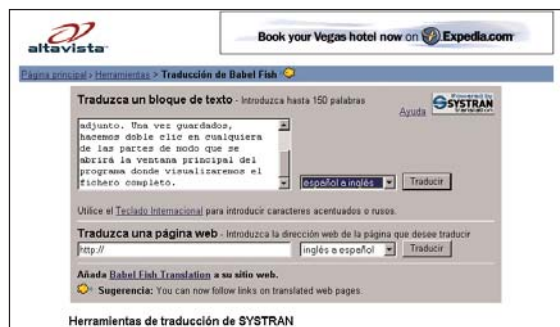 altavista
Book your Vegas hotel now on Expedia.com
Página principal > Herramientas > Traducción de Babel Fish
Traduzca un bloque de texto - Introduzca hasta 150 palabras
Ayuda
Powered by
SYSTRAN
translation
adjunto. Una vez guardados,
hacemos doble clic en cualquiera
de las partes de modo que se
abrirá la ventana principal del
programa donde visualizaremos el
fichero completo.
español a inglés
Traducir
Utilice el Teclado Internacional para introducir caracteres acentuados o rusos.
Traduzca una página web - Introduzca la dirección web de la página que desee traducir
http://
inglés a español
Traducir
Añada Babel Fish Translation a su sitio web.
Sugerencia: You can now follow links on translated web pages.
Herramientas de traducción de SYSTRAN